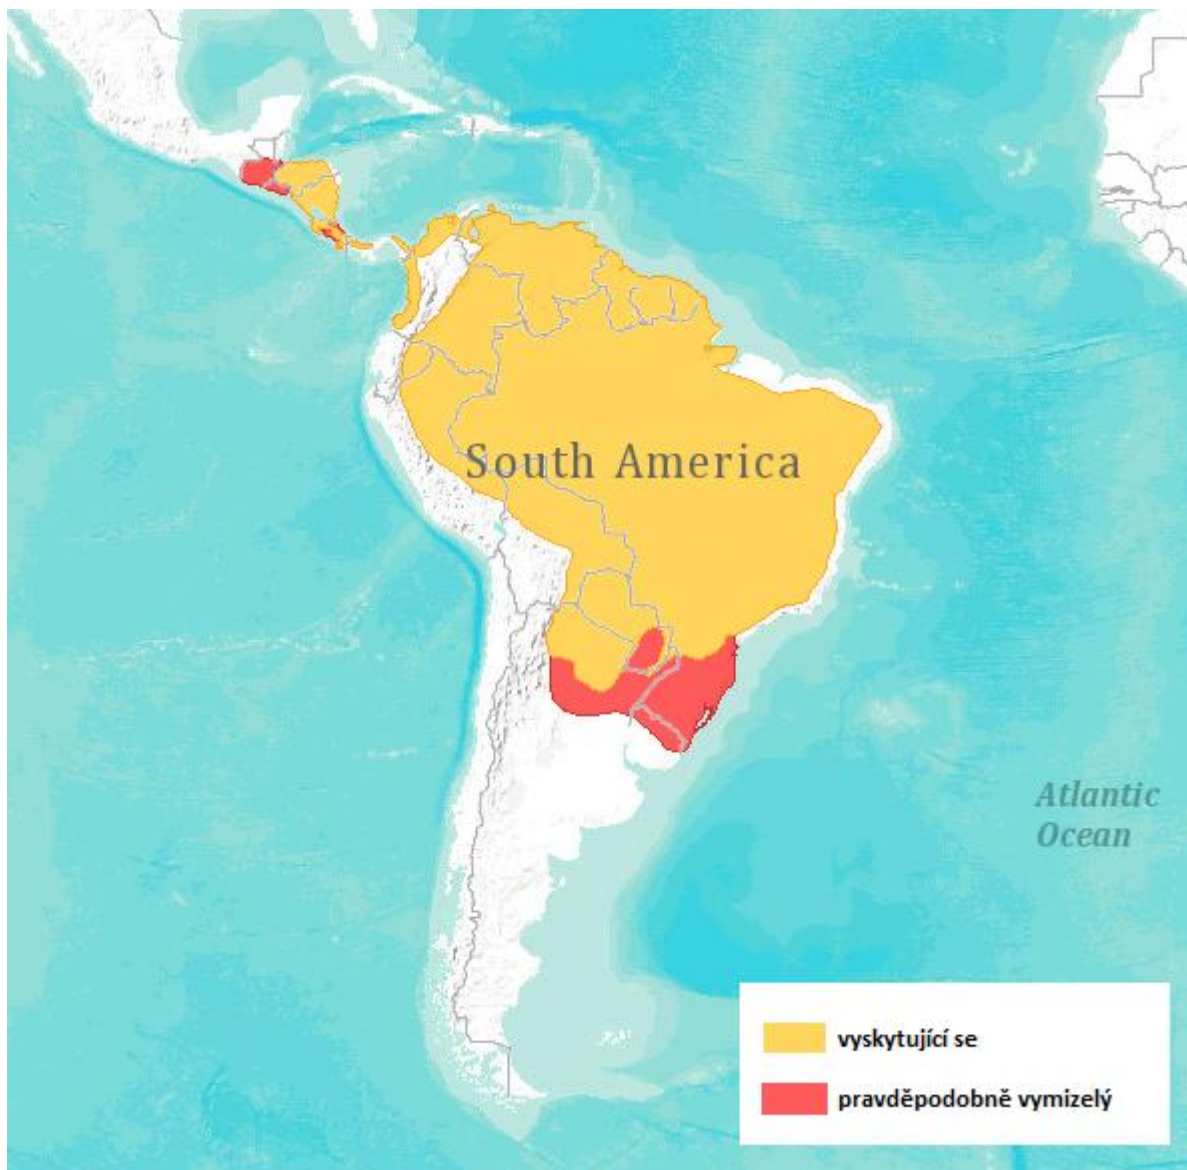 South America
Atlantic
Ocean
vyskytující se
pravděpodobně vymizelý